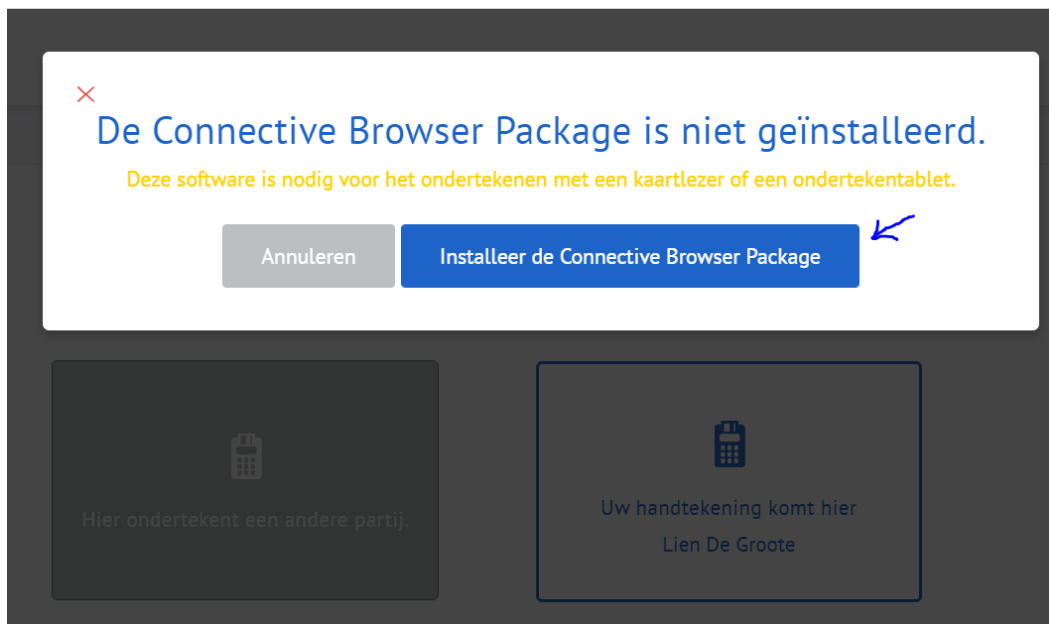 De Connective Browser Package is niet geïnstalleerd.
Deze software is nodig voor het ondertekenen met een kaartlezer of een ondertekentablet.
Annuleren
Installeer de Connective Browser Package
Hier ondertekent een andere partij.
Uw handtekening komt hier
Lien De Groote